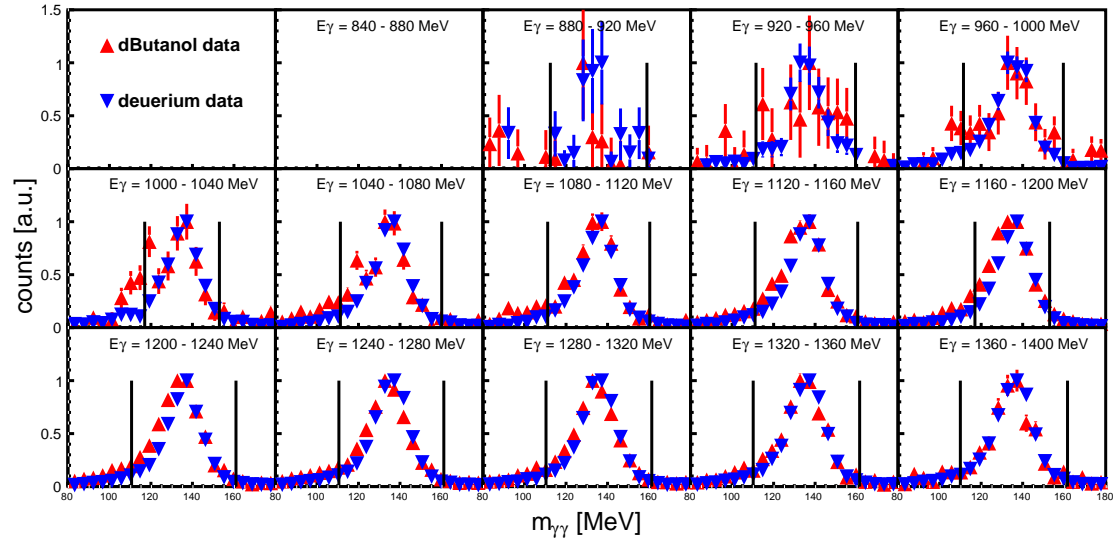 1.5
Eγ = 840 - 880 MeV
Eγ = 880 - 920 MeV
Eγ = 920 - 960 MeV
Eγ = 960 - 1000 MeV
dButanol data
deuerium data
1
0.5
0
Eγ = 1000 - 1040 MeV
Eγ = 1040 - 1080 MeV
Eγ = 1080 - 1120 MeV
Eγ = 1120 - 1160 MeV
Eγ = 1160 - 1200 MeV
counts [a.u.]
1
0.5
0
Eγ = 1200 - 1240 MeV
Eγ = 1240 - 1280 MeV
Eγ = 1280 - 1320 MeV
Eγ = 1320 - 1360 MeV
Eγ = 1360 - 1400 MeV
1
0.5
0
80 100 120 140 160 80 100 120 140 160 80 100 120 140 160 80 100 120 140 160 80 100 120 140 160 180
mγγ [MeV]